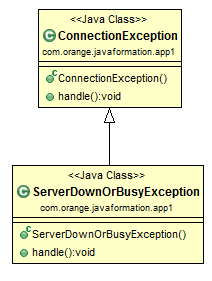 <<Java Class>>
C ConnectionException
com.orange.javaformation.app1
C ConnectionException()
handle():void
<<Java Class>>
C ServerDownOrBusyException
com.orange.javaformation.app1
C ServerDownOrBusyException()
handle():void